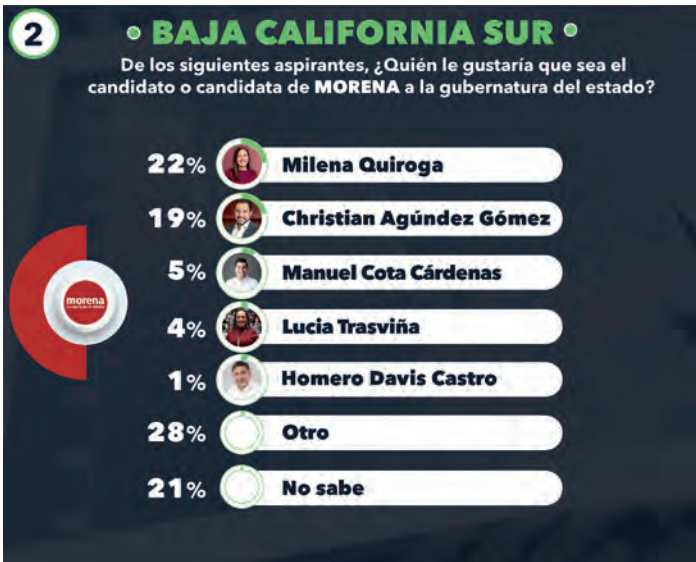 2
• BAJA CALIFORNIA SUR •
De los siguientes aspirantes, ¿Quién le gustaría que sea el
candidato o candidata de MORENA a la gubernatura del estado?
22% Milena Quiroga
19% Christian Agúndez Gómez
5% Manuel Cota Cárdenas
morena
4% Lucia Trasviña
1% Homero Davis Castro
28% Otro
21% No sabe